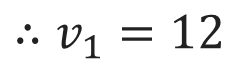 ∴ v₁ = 12